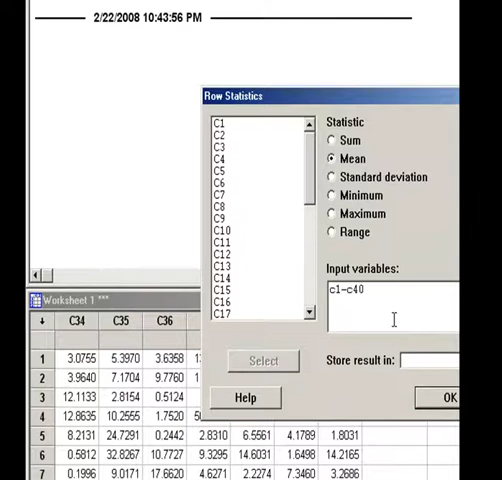 2/22/2008 10:43:56 PM
Row Statistics
C1
C2
C3
C4
C5
C6
C7
C8
C9
C10
C11
C12
C13
C14
C15
C16
C17
Statistic
Sum
Mean
Standard deviation
Minimum
Maximum
Range
Input variables:
c1-c40
Select
Store result in:
Help
OK
Worksheet 1 ***
C34 C35 C36
1 3.0755 5.3970 3.6358 1
2 3.9640 7.1704 9.7760 1
3 12.1133 2.8154 0.5124
4 12.8635 10.2555 1.7520 50
5 8.2131 24.7291 0.2442 2.8310 6.5561 4.1789 1.8031
6 0.5812 32.8267 10.7727 9.3295 14.6031 1.6498 14.2165
7 0.1996 9.0171 17.6620 4.6271 2.2274 7.3460 3.2686